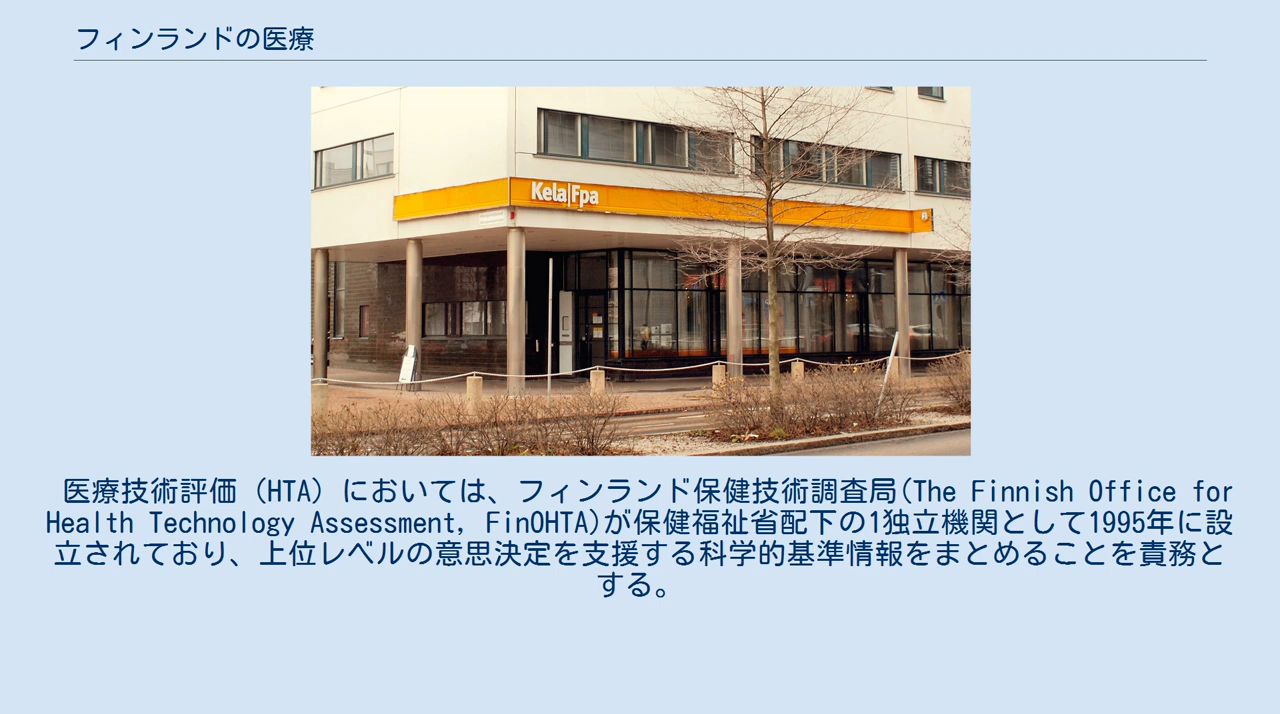 フィンランドの医療
Kela|Fpa
医療技術評価（HTA）においては、フィンランド保健技術調査局(The Finnish Office for
Health Technology Assessment, FinOHTA)が保健福祉省配下の1独立機関として1995年に設
立されており、上位レベルの意思決定を支援する科学的基準情報をまとめることを責務と
する。